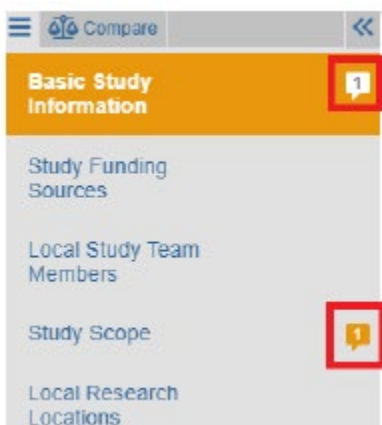 Compare
Basic Study
Information
1
Study Funding
Sources
Local Study Team
Members
Study Scope
1
Local Research
Locations